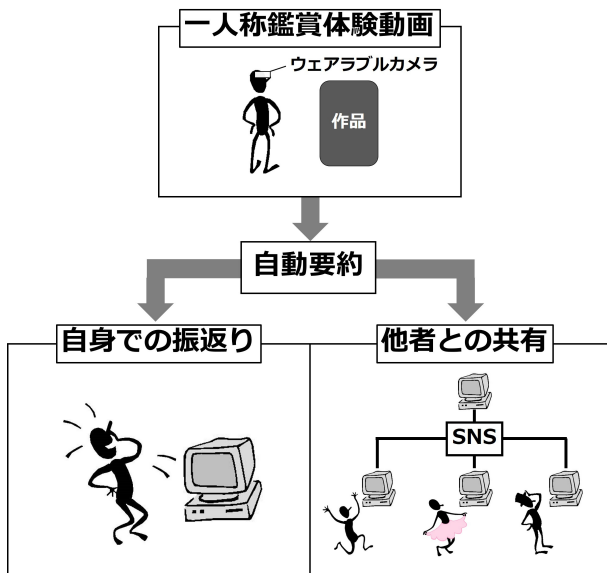 一人称鑑賞体験動画
ウェアラブルカメラ
作品
自動要約
自身での振返り
他者との共有
SNS